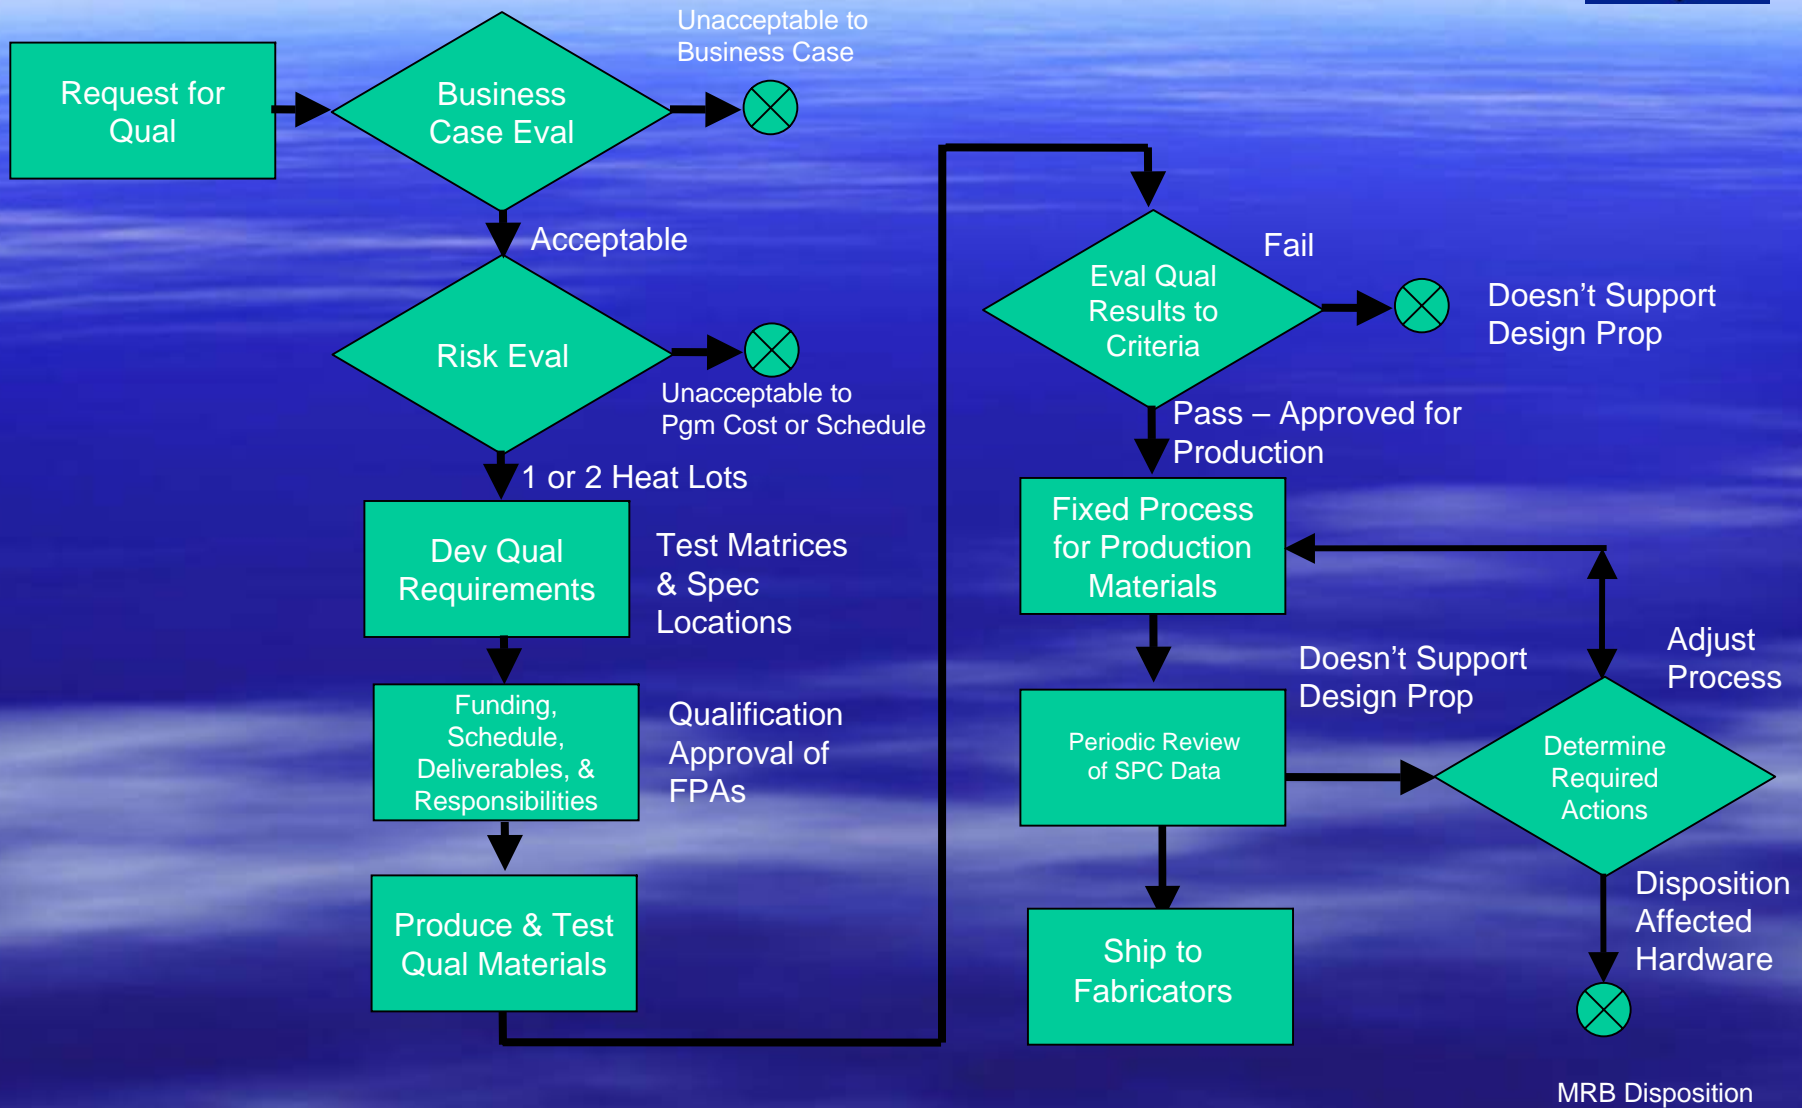 Request for
Qual
Business
Case Eval
Unacceptable to
Business Case
Acceptable
Risk Eval
Unacceptable to
Pgm Cost or Schedule
1 or 2 Heat Lots
Dev Qual
Requirements
Test Matrices
& Spec
Locations
Funding,
Schedule,
Deliverables, &
Responsibilities
Qualification
Approval of
FPAs
Produce & Test
Qual Materials
Eval Qual
Results to
Criteria
Fail
Doesn't Support
Design Prop
Pass – Approved for
Production
Fixed Process
for Production
Materials
Periodic Review
of SPC Data
Doesn't Support
Design Prop
Adjust
Process
Determine
Required
Actions
Ship to
Fabricators
Disposition
Affected
Hardware
MRB Disposition